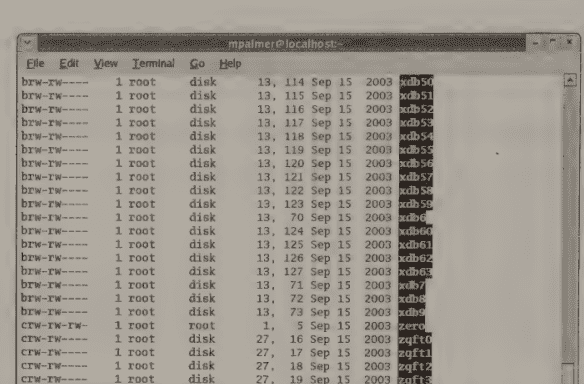 mpalmer@localhost:~
File Edit View Terminal Go Help
brw-rw---- 1 root disk 13, 114 Sep 15 2003 xdb50
brw-rw---- 1 root disk 13, 115 Sep 15 2003 xdb51
brw-rw---- 1 root disk 13, 116 Sep 15 2003 xdb52
brw-rw---- 1 root disk 13, 117 Sep 15 2003 xdb53
brw-rw---- 1 root disk 13, 118 Sep 15 2003 xdb54
brw-rw---- 1 root disk 13, 119 Sep 15 2003 xdb55
brw-rw---- 1 root disk 13, 120 Sep 15 2003 xdb56
brw-rw---- 1 root disk 13, 121 Sep 15 2003 xdb57
brw-rw---- 1 root disk 13, 122 Sep 15 2003 xdb58
brw-rw---- 1 root disk 13, 123 Sep 15 2003 xdb59
brw-rw---- 1 root disk 13, 70 Sep 15 2003 xdb6
brw-rw---- 1 root disk 13, 124 Sep 15 2003 xdb60
brw-rw---- 1 root disk 13, 125 Sep 15 2003 xdb61
brw-rw---- 1 root disk 13, 126 Sep 15 2003 xdb62
brw-rw---- 1 root disk 13, 127 Sep 15 2003 xdb63
brw-rw---- 1 root disk 13, 71 Sep 15 2003 xdb7
brw-rw---- 1 root disk 13, 72 Sep 15 2003 xdb8
brw-rw---- 1 root disk 13, 73 Sep 15 2003 xdb9
crw-rw-rw- 1 root root 1, 5 Sep 15 2003 zero
crw-rw---- 1 root disk 27, 16 Sep 15 2003 zqft0
crw-rw---- 1 root disk 27, 17 Sep 15 2003 zqft1
crw-rw---- 1 root disk 27, 18 Sep 15 2003 zqft2
crw-rw---- 1 root disk 27, 19 Sep 15 2003 zqft3